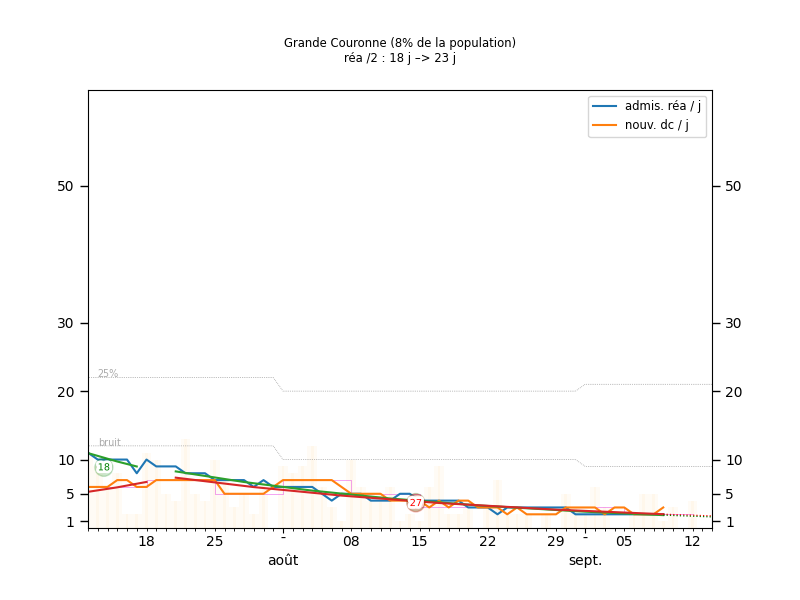 Grande Couronne (8% de la population)
réa /2 : 18 j –> 23 j
admis. réa / j
nouv. dc / j
50 50
30 30
25%
20 20
bruit
10 10
18
5 5
27
1 1
18 25 - 08 15 22 29 - 05 12
août sept.